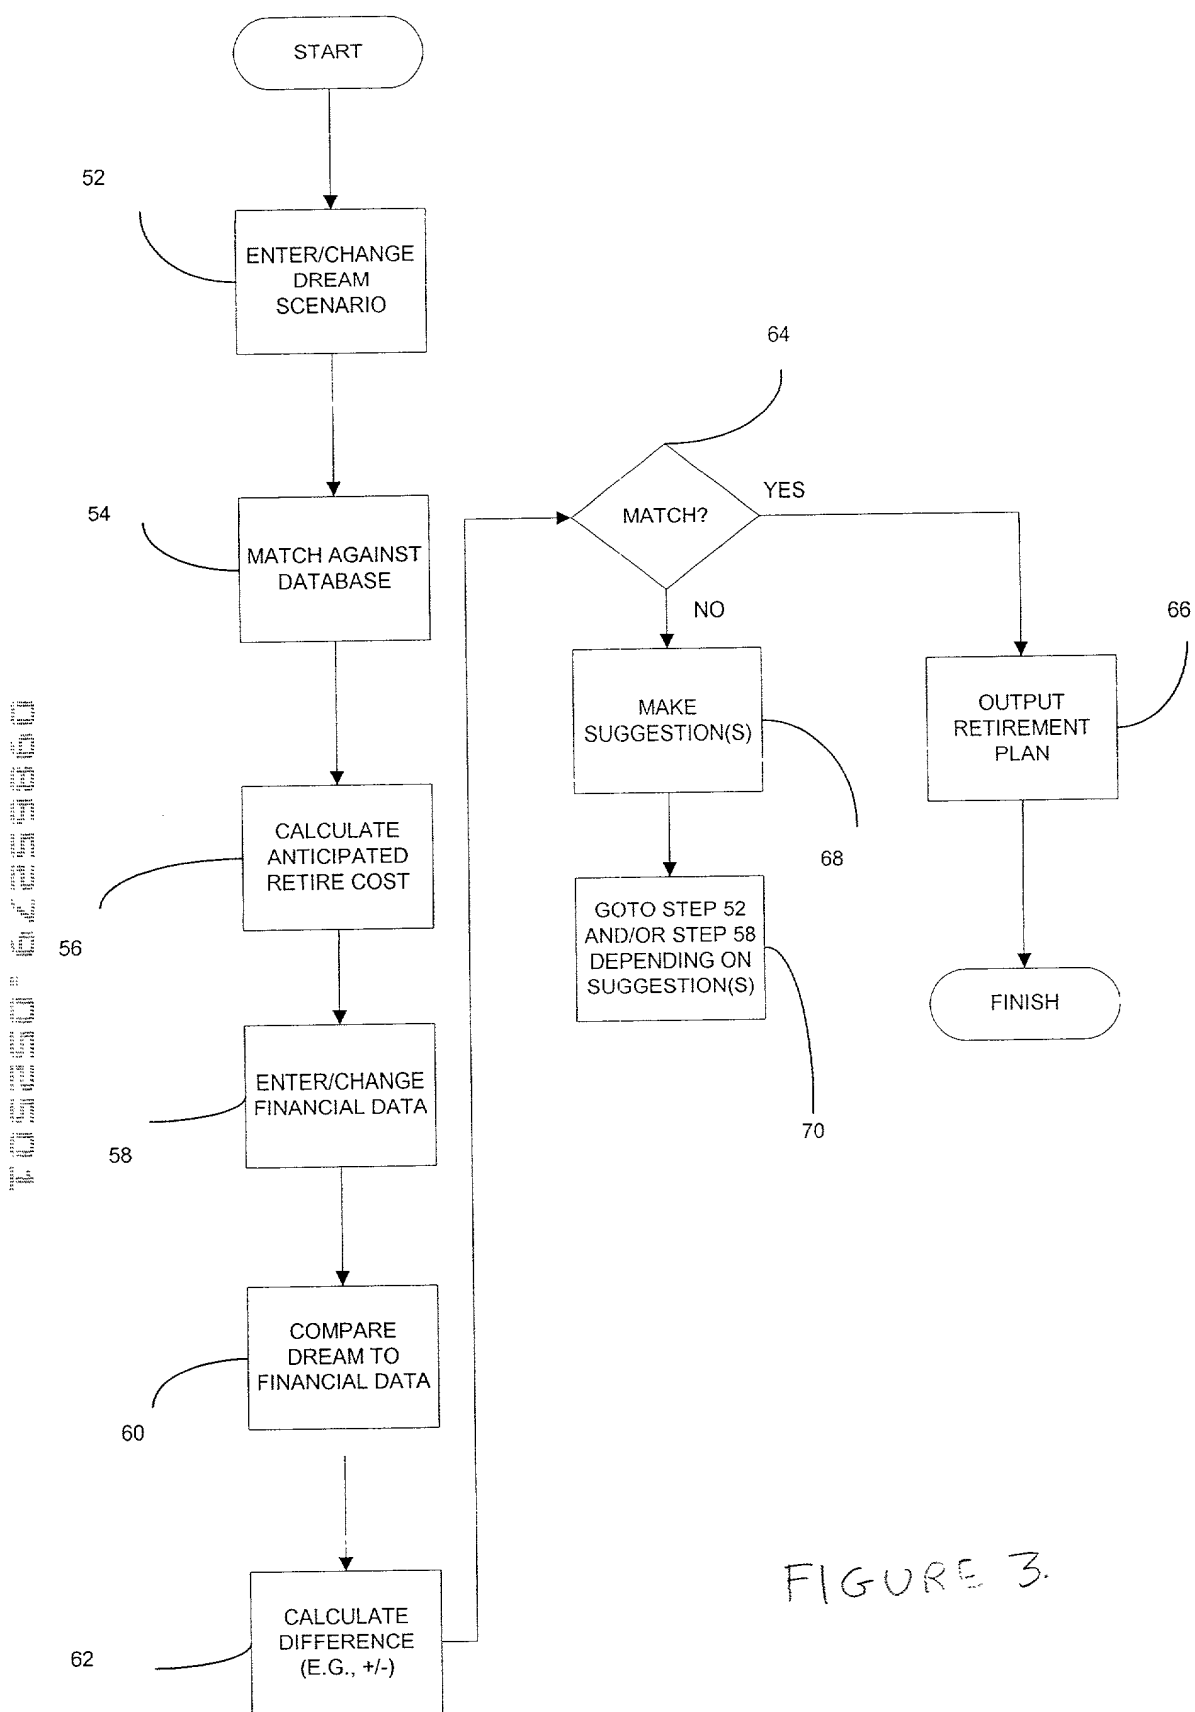 START
52
ENTER/CHANGE
DREAM
SCENARIO
54
MATCH AGAINST
DATABASE
56
CALCULATE
ANTICIPATED
RETIRE COST
58
ENTER/CHANGE
FINANCIAL DATA
60
COMPARE
DREAM TO
FINANCIAL DATA
62
CALCULATE
DIFFERENCE
(E.G., +/-)
64
MATCH?
YES
NO
66
MAKE
SUGGESTION(S)
68
OUTPUT
RETIREMENT
PLAN
GOTO STEP 52
AND/OR STEP 58
DEPENDING ON
SUGGESTION(S)
70
FINISH
FIGURE 3.